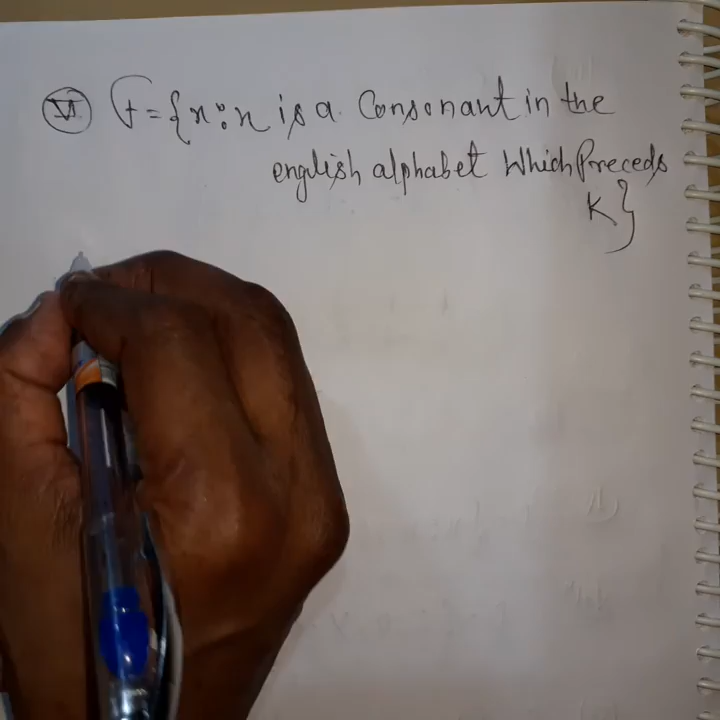 VI F = {x : x is a Consonant in the
english alphabet Which Preceds
K}